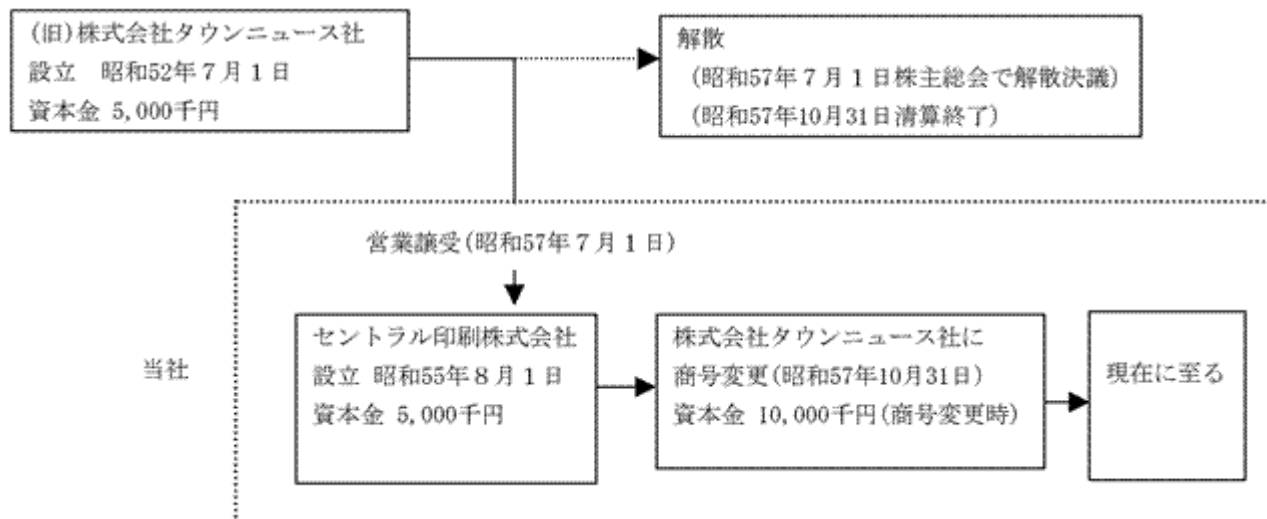 (旧)株式会社タウンニュース社
設立 昭和52年7月1日
資本金 5,000千円
解散
(昭和57年7月1日株主総会で解散決議)
(昭和57年10月31日清算終了)
営業譲受(昭和57年7月1日)
当社
セントラル印刷株式会社
設立 昭和55年8月1日
資本金 5,000千円
株式会社タウンニュース社に
商号変更(昭和57年10月31日)
資本金 10,000千円(商号変更時)
現在に至る